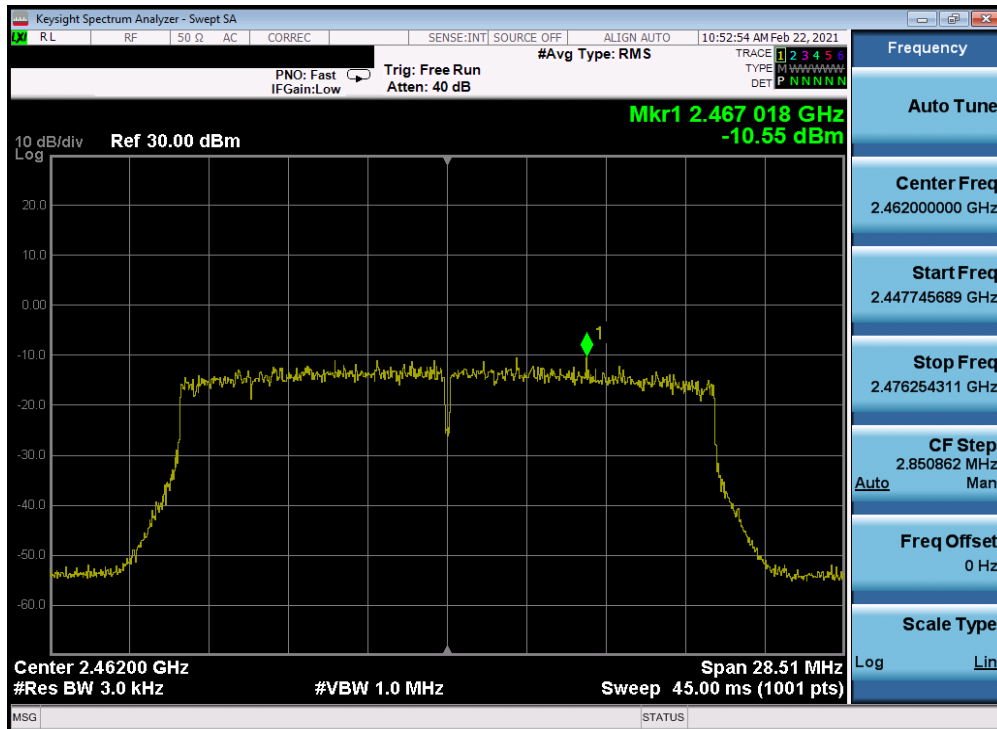 Keysight Spectrum Analyzer - Swept SA
LXI RL RF 50 Ω AC CORREC SENSE:INT SOURCE OFF ALIGN AUTO 10:52:54 AM Feb 22, 2021
#Avg Type: RMS
TRACE 1 2 3 4 5 6
PNO: Fast Trig: Free Run TYPE M W W W W W
IFGain:Low Atten: 40 dB DET P N N N N N
Mkr1 2.467 018 GHz
-10.55 dBm
10 dB/div Ref 30.00 dBm
Log
20.0
10.0
0.00
1
-10.0
-20.0
-30.0
-40.0
-50.0
-60.0
Center 2.46200 GHz Span 28.51 MHz
#Res BW 3.0 kHz #VBW 1.0 MHz Sweep 45.00 ms (1001 pts)
MSG STATUS
Frequency
Auto Tune
Center Freq
2.462000000 GHz
Start Freq
2.447745689 GHz
Stop Freq
2.476254311 GHz
CF Step
2.850862 MHz
Auto Man
Freq Offset
0 Hz
Scale Type
Log Lin